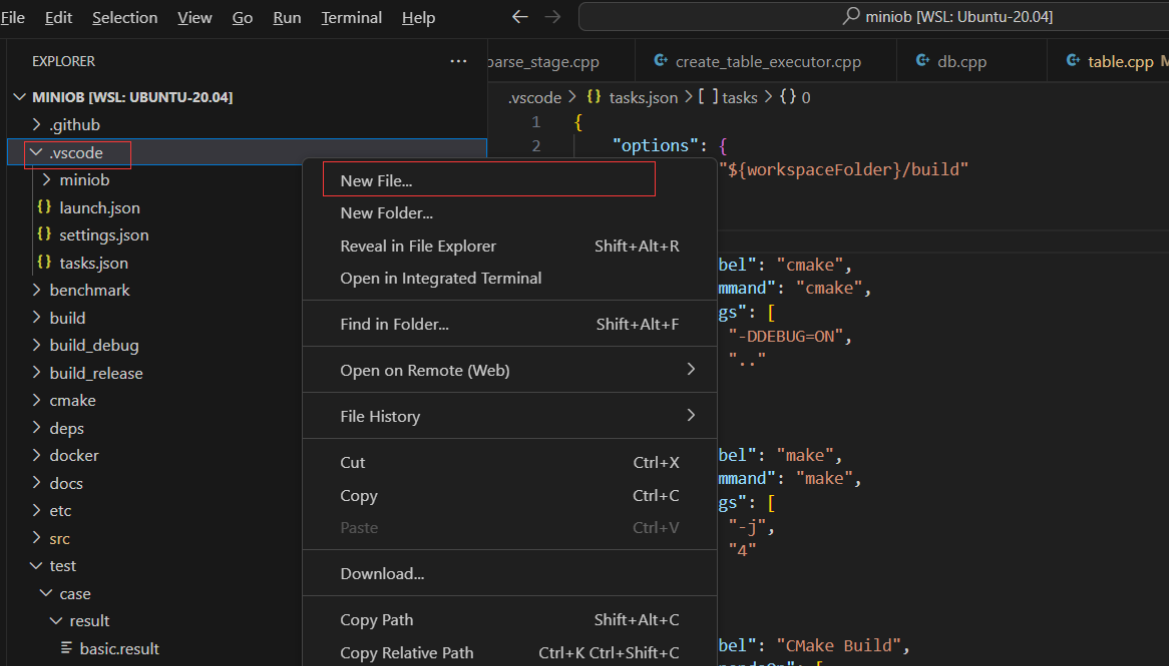 File Edit Selection View Go Run Terminal Help miniob [WSL: Ubuntu-20.04]
EXPLORER
parse_stage.cpp create_table_executor.cpp db.cpp table.cpp M
MINIOB [WSL: UBUNTU-20.04]
.vscode > {} tasks.json > [ ] tasks > {} 0
.github
.vscode
miniob
launch.json
settings.json
tasks.json
benchmark
build
build_debug
build_release
cmake
deps
docker
docs
etc
src
test
case
result
basic.result
New File...
New Folder...
Reveal in File Explorer Shift+Alt+R
Open in Integrated Terminal
Find in Folder... Shift+Alt+F
Open on Remote (Web)
File History
Cut Ctrl+X
Copy Ctrl+C
Paste Ctrl+V
Download...
Copy Path Shift+Alt+C
Copy Relative Path Ctrl+K Ctrl+Shift+C
1 {
2 "options": {
"${workspaceFolder}/build"
bel": "cmake",
mmand": "cmake",
gs": [
"-DDEBUG=ON",
".."
bel": "make",
mmand": "make",
gs": [
"-j",
"4"
bel": "CMake Build",